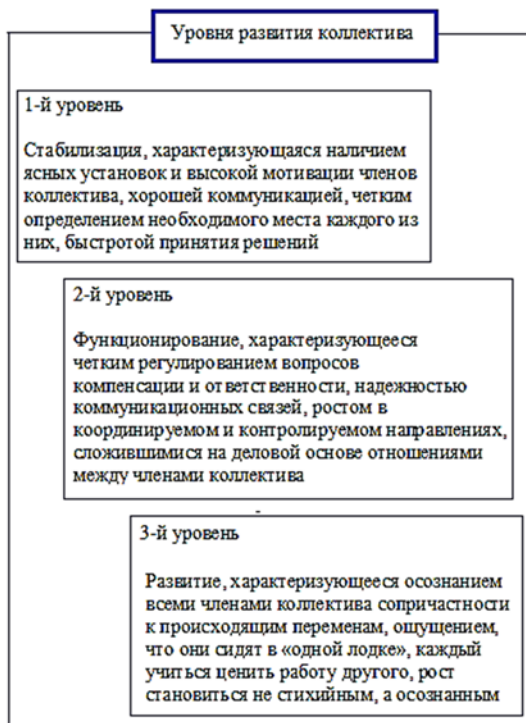 Уровня развития коллектива
1-й уровень
Стабилизация, характеризующаяся наличием
ясных установок и высокой мотивации членов
коллектива, хорошей коммуникацией, четким
определением необходимого места каждого из
них, быстротой принятия решений
2-й уровень
Функционирование, характеризующееся
четким регулированием вопросов
компенсации и ответственности, надежностью
коммуникационных связей, ростом в
координируемом и контролируемом направлениях,
сложившимися на деловой основе отношениями
между членами коллектива
3-й уровень
Развитие, характеризующееся осознанием
всеми членами коллектива сопричастности
к происходящим переменам, ощущением,
что они сидят в «одной лодке», каждый
учиться ценить работу другого, рост
становиться не стихийным, а осознанным